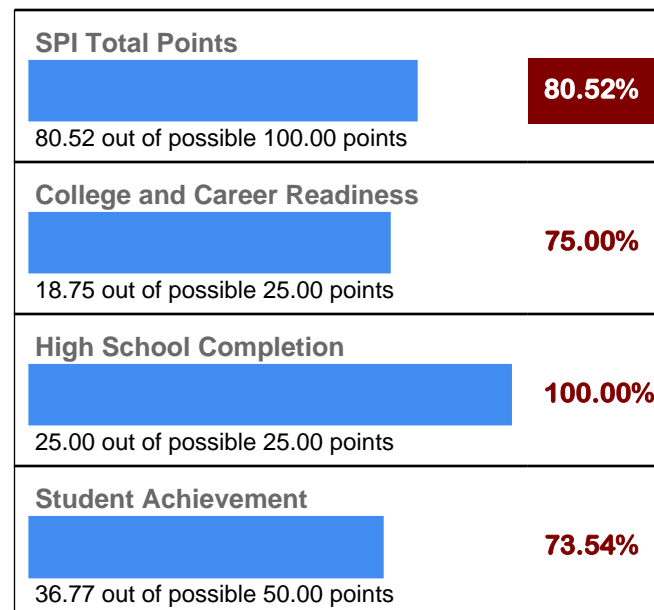 SPI Total Points
80.52%
80.52 out of possible 100.00 points
College and Career Readiness
75.00%
18.75 out of possible 25.00 points
High School Completion
100.00%
25.00 out of possible 25.00 points
Student Achievement
73.54%
36.77 out of possible 50.00 points